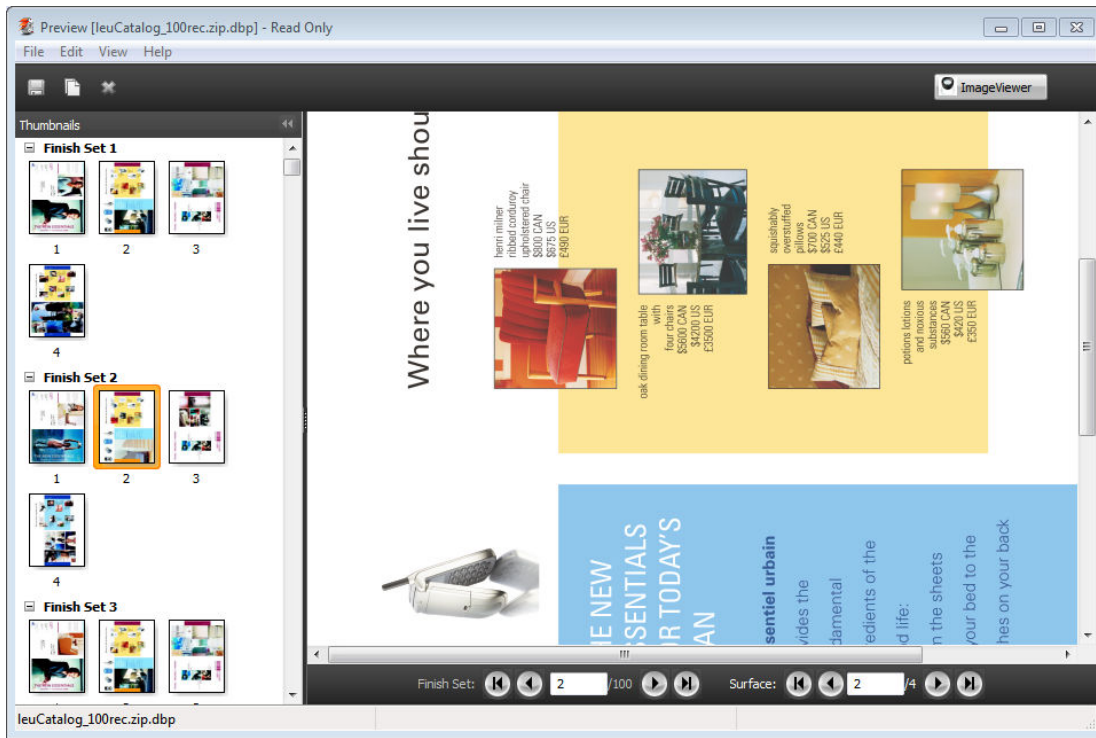 Preview [leuCatalog_100rec.zip.dbp] - Read Only
File Edit View Help
ImageViewer
Thumbnails
Finish Set 1
1 2 3
4
Finish Set 2
1 2 3
4
Finish Set 3
Where you live shou
henri milner
ribbed corduroy
upholstered chair
$800 CAN
$675 US
£490 EUR
oak dining room table
with
four chairs
$5600 CAN
$4200 US
£3500 EUR
squishably
overstuffed
pillows
$700 CAN
$525 US
£440 EUR
potions lotions
and noxious
substances
$560 CAN
$420 US
£350 EUR
HE NEW
SSENTIALS
OR TODAY'S
AN
sentiel urbain
vides the
damental
edients of the
d life:
n the sheets
your bed to the
hes on your back
Finish Set: 2 /100 Surface: 2 /4
leuCatalog_100rec.zip.dbp